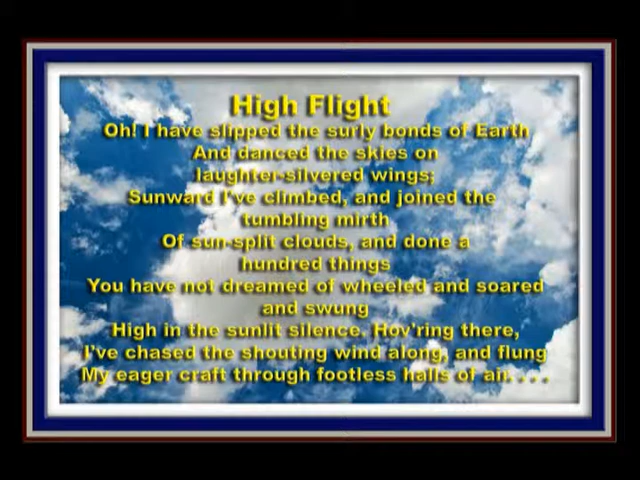 High Flight
Oh! I have slipped the surly bonds of Earth
And danced the skies on
laughter-silvered wings;
Sunward I've climbed, and joined the
tumbling mirth
Of sun-split clouds, and done a
hundred things
You have not dreamed of wheeled and soared
and swung
High in the sunlit silence. Hov'ring there,
I've chased the shouting wind along, and flung
My eager craft through footless halls of air. . . .